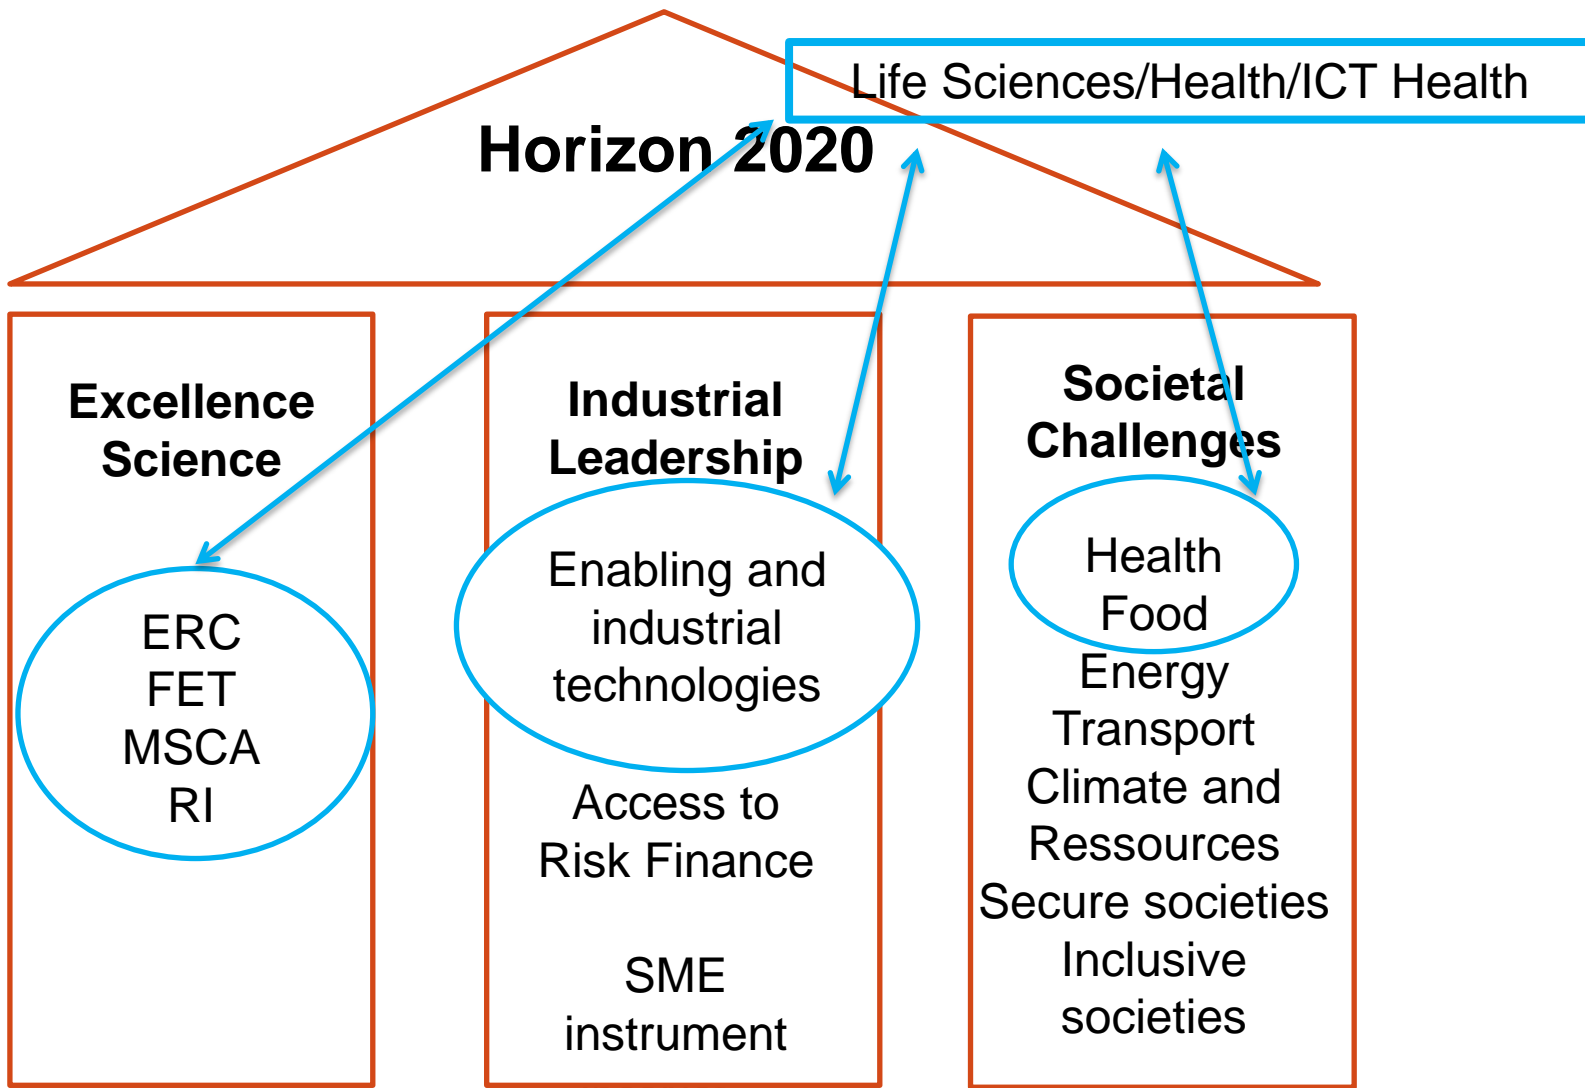 Life Sciences/Health/ICT Health
Horizon 2020
Excellence
Science
ERC
FET
MSCA
RI
Industrial
Leadership
Enabling and
industrial
technologies
Access to
Risk Finance
SME
instrument
Societal
Challenges
Health
Food
Energy
Transport
Climate and
Ressources
Secure societies
Inclusive
societies